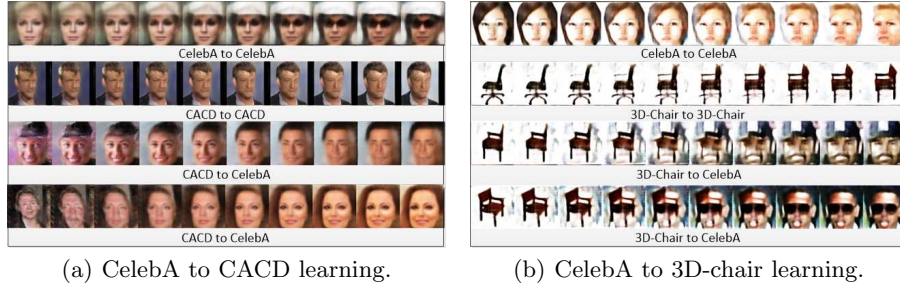 CelebA to CelebA
CACD to CACD
CACD to CelebA
CACD to CelebA
(a) CelebA to CACD learning.
CelebA to CelebA
3D-Chair to 3D-Chair
3D-Chair to CelebA
3D-Chair to CelebA
(b) CelebA to 3D-chair learning.